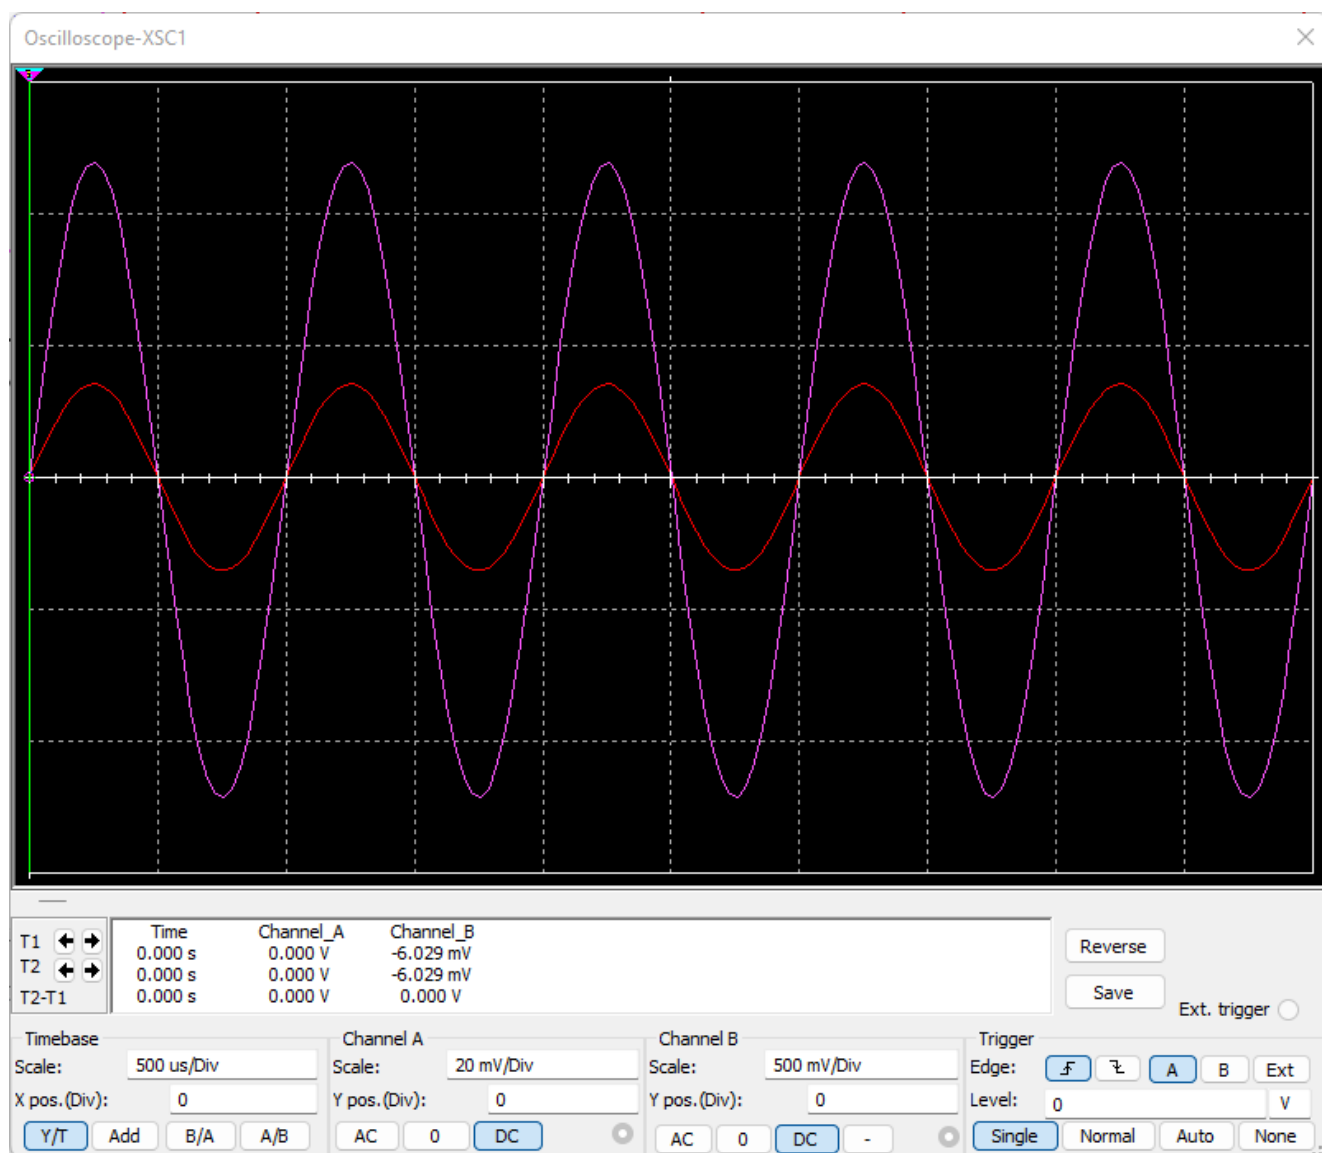 Oscilloscope-XSC1
Time Channel_A Channel_B
T1 0.000 s 0.000 V -6.029 mV
T2 0.000 s 0.000 V -6.029 mV
T2-T1 0.000 s 0.000 V 0.000 V
Reverse
Save
Ext. trigger
Timebase
Scale: 500 us/Div
X pos.(Div): 0
Y/T Add B/A A/B
Channel A
Scale: 20 mV/Div
Y pos.(Div): 0
AC 0 DC
Channel B
Scale: 500 mV/Div
Y pos.(Div): 0
AC 0 DC -
Trigger
Edge: A B Ext
Level: 0 V
Single Normal Auto None